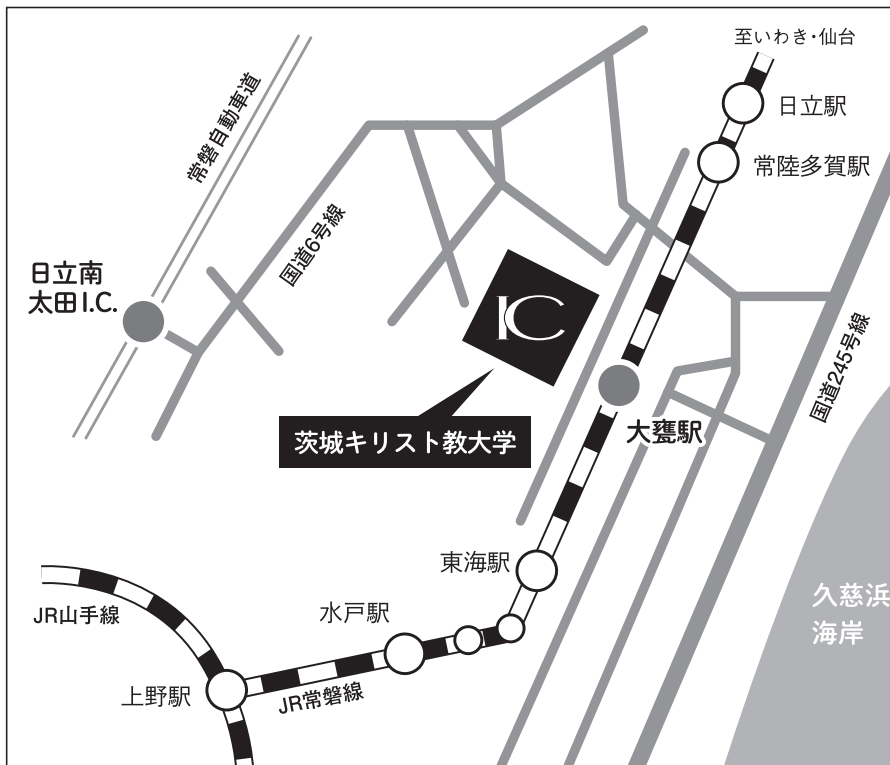 至いわき・仙台
日立駅
常陸多賀駅
常磐自動車道
国道6号線
日立南
太田I.C.
IC
国道245号線
茨城キリスト教大学
大甕駅
東海駅
久慈浜
海岸
JR山手線
水戸駅
上野駅
JR常磐線